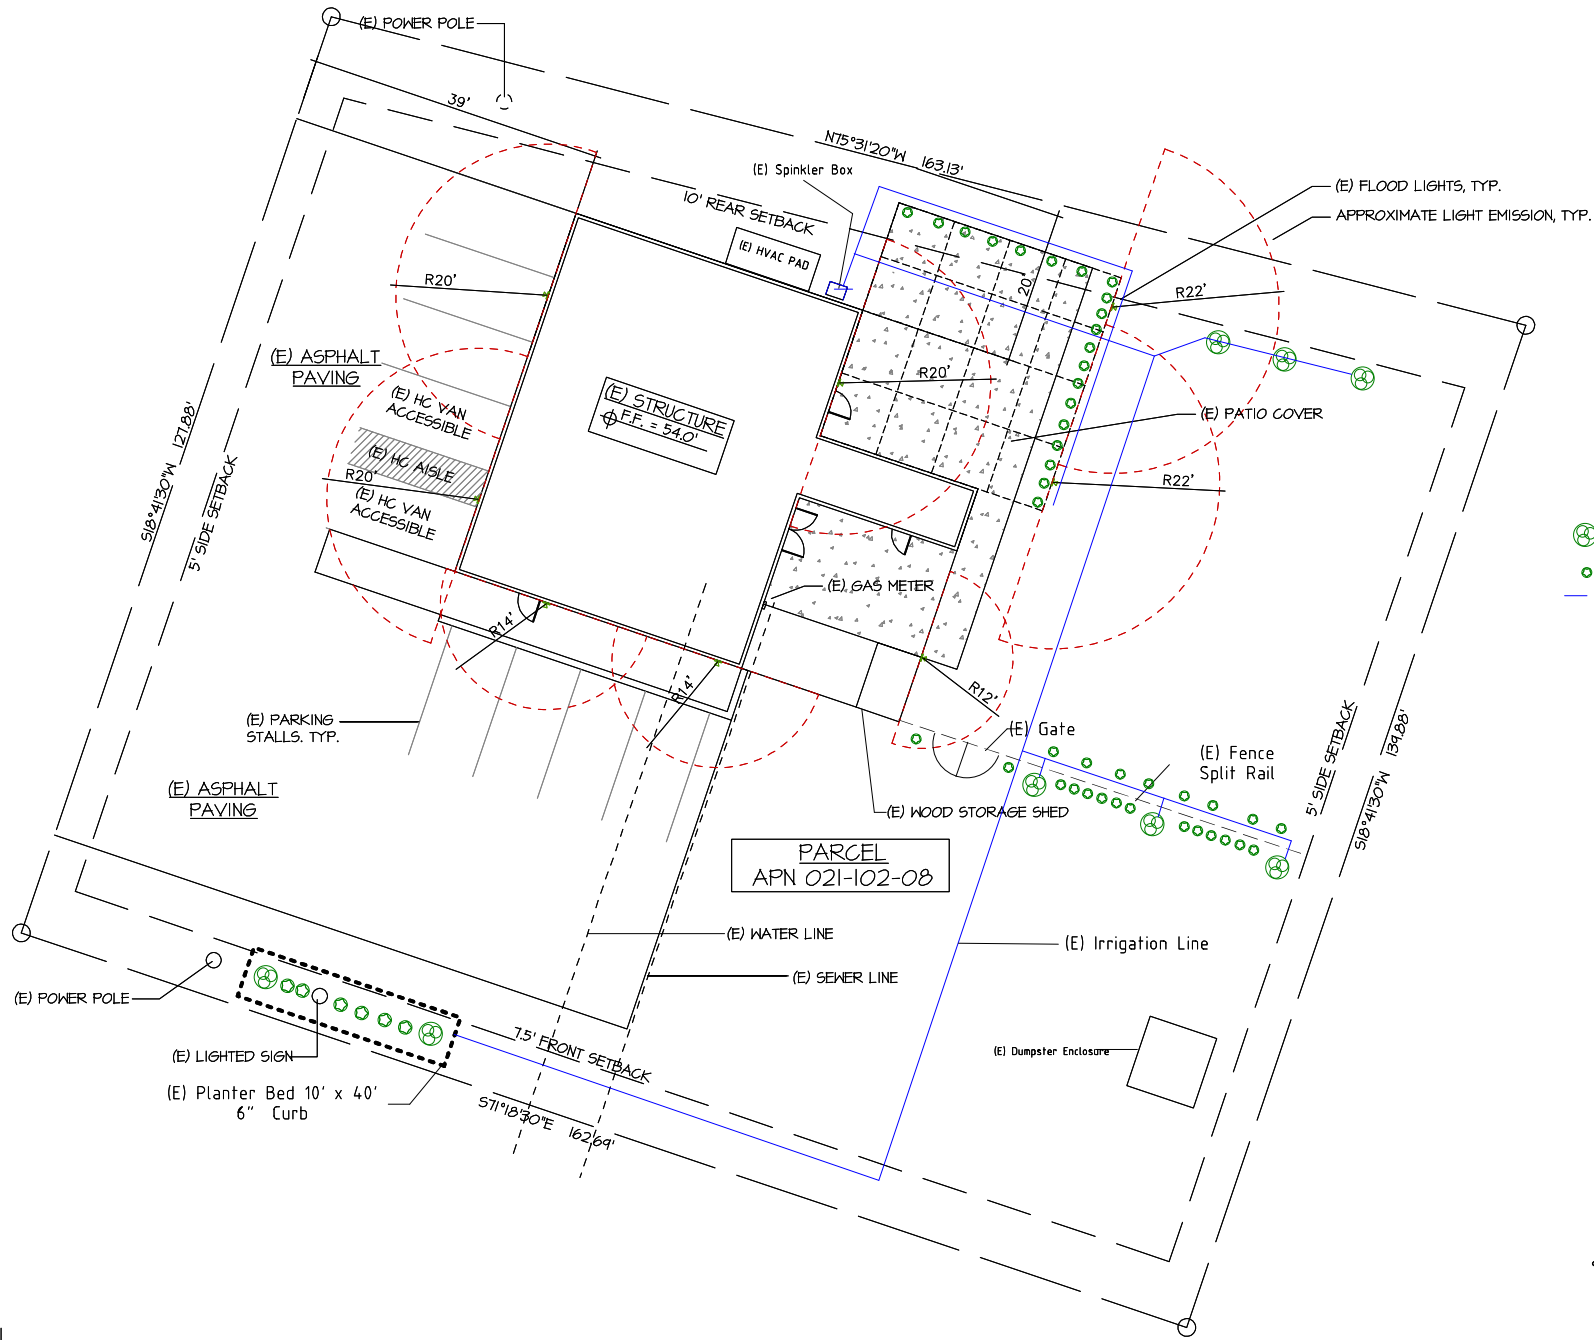 (E) POWER POLE
39'
N75°31'20"W 163.13'
(E) Spinkler Box
(E) FLOOD LIGHTS, TYP.
APPROXIMATE LIGHT EMISSION, TYP.
10' REAR SETBACK
(E) HVAC PAD
20'
R20'
R22'
(E) ASPHALT
PAVING
R20'
(E) HC VAN
ACCESSIBLE
(E) STRUCTURE
F.F. = 54.0'
(E) PATIO COVER
(E) HC AISLE
R20'
R22'
(E) HC VAN
ACCESSIBLE
S18°41'30"W 127.88'
5' SIDE SETBACK
(E) GAS METER
R14'
R14'
R12'
(E) PARKING
STALLS. TYP.
(E) Gate
(E) Fence
Split Rail
5' SIDE SETBACK
S18°41'30"W 139.88'
(E) ASPHALT
PAVING
(E) WOOD STORAGE SHED
PARCEL
APN 021-102-08
(E) WATER LINE
(E) Irrigation Line
(E) SEWER LINE
(E) POWER POLE
(E) LIGHTED SIGN
7.5' FRONT SETBACK
(E) Dumpster Enclosure
(E) Planter Bed 10' x 40'
6" Curb
S71°18'30"E 162.69'